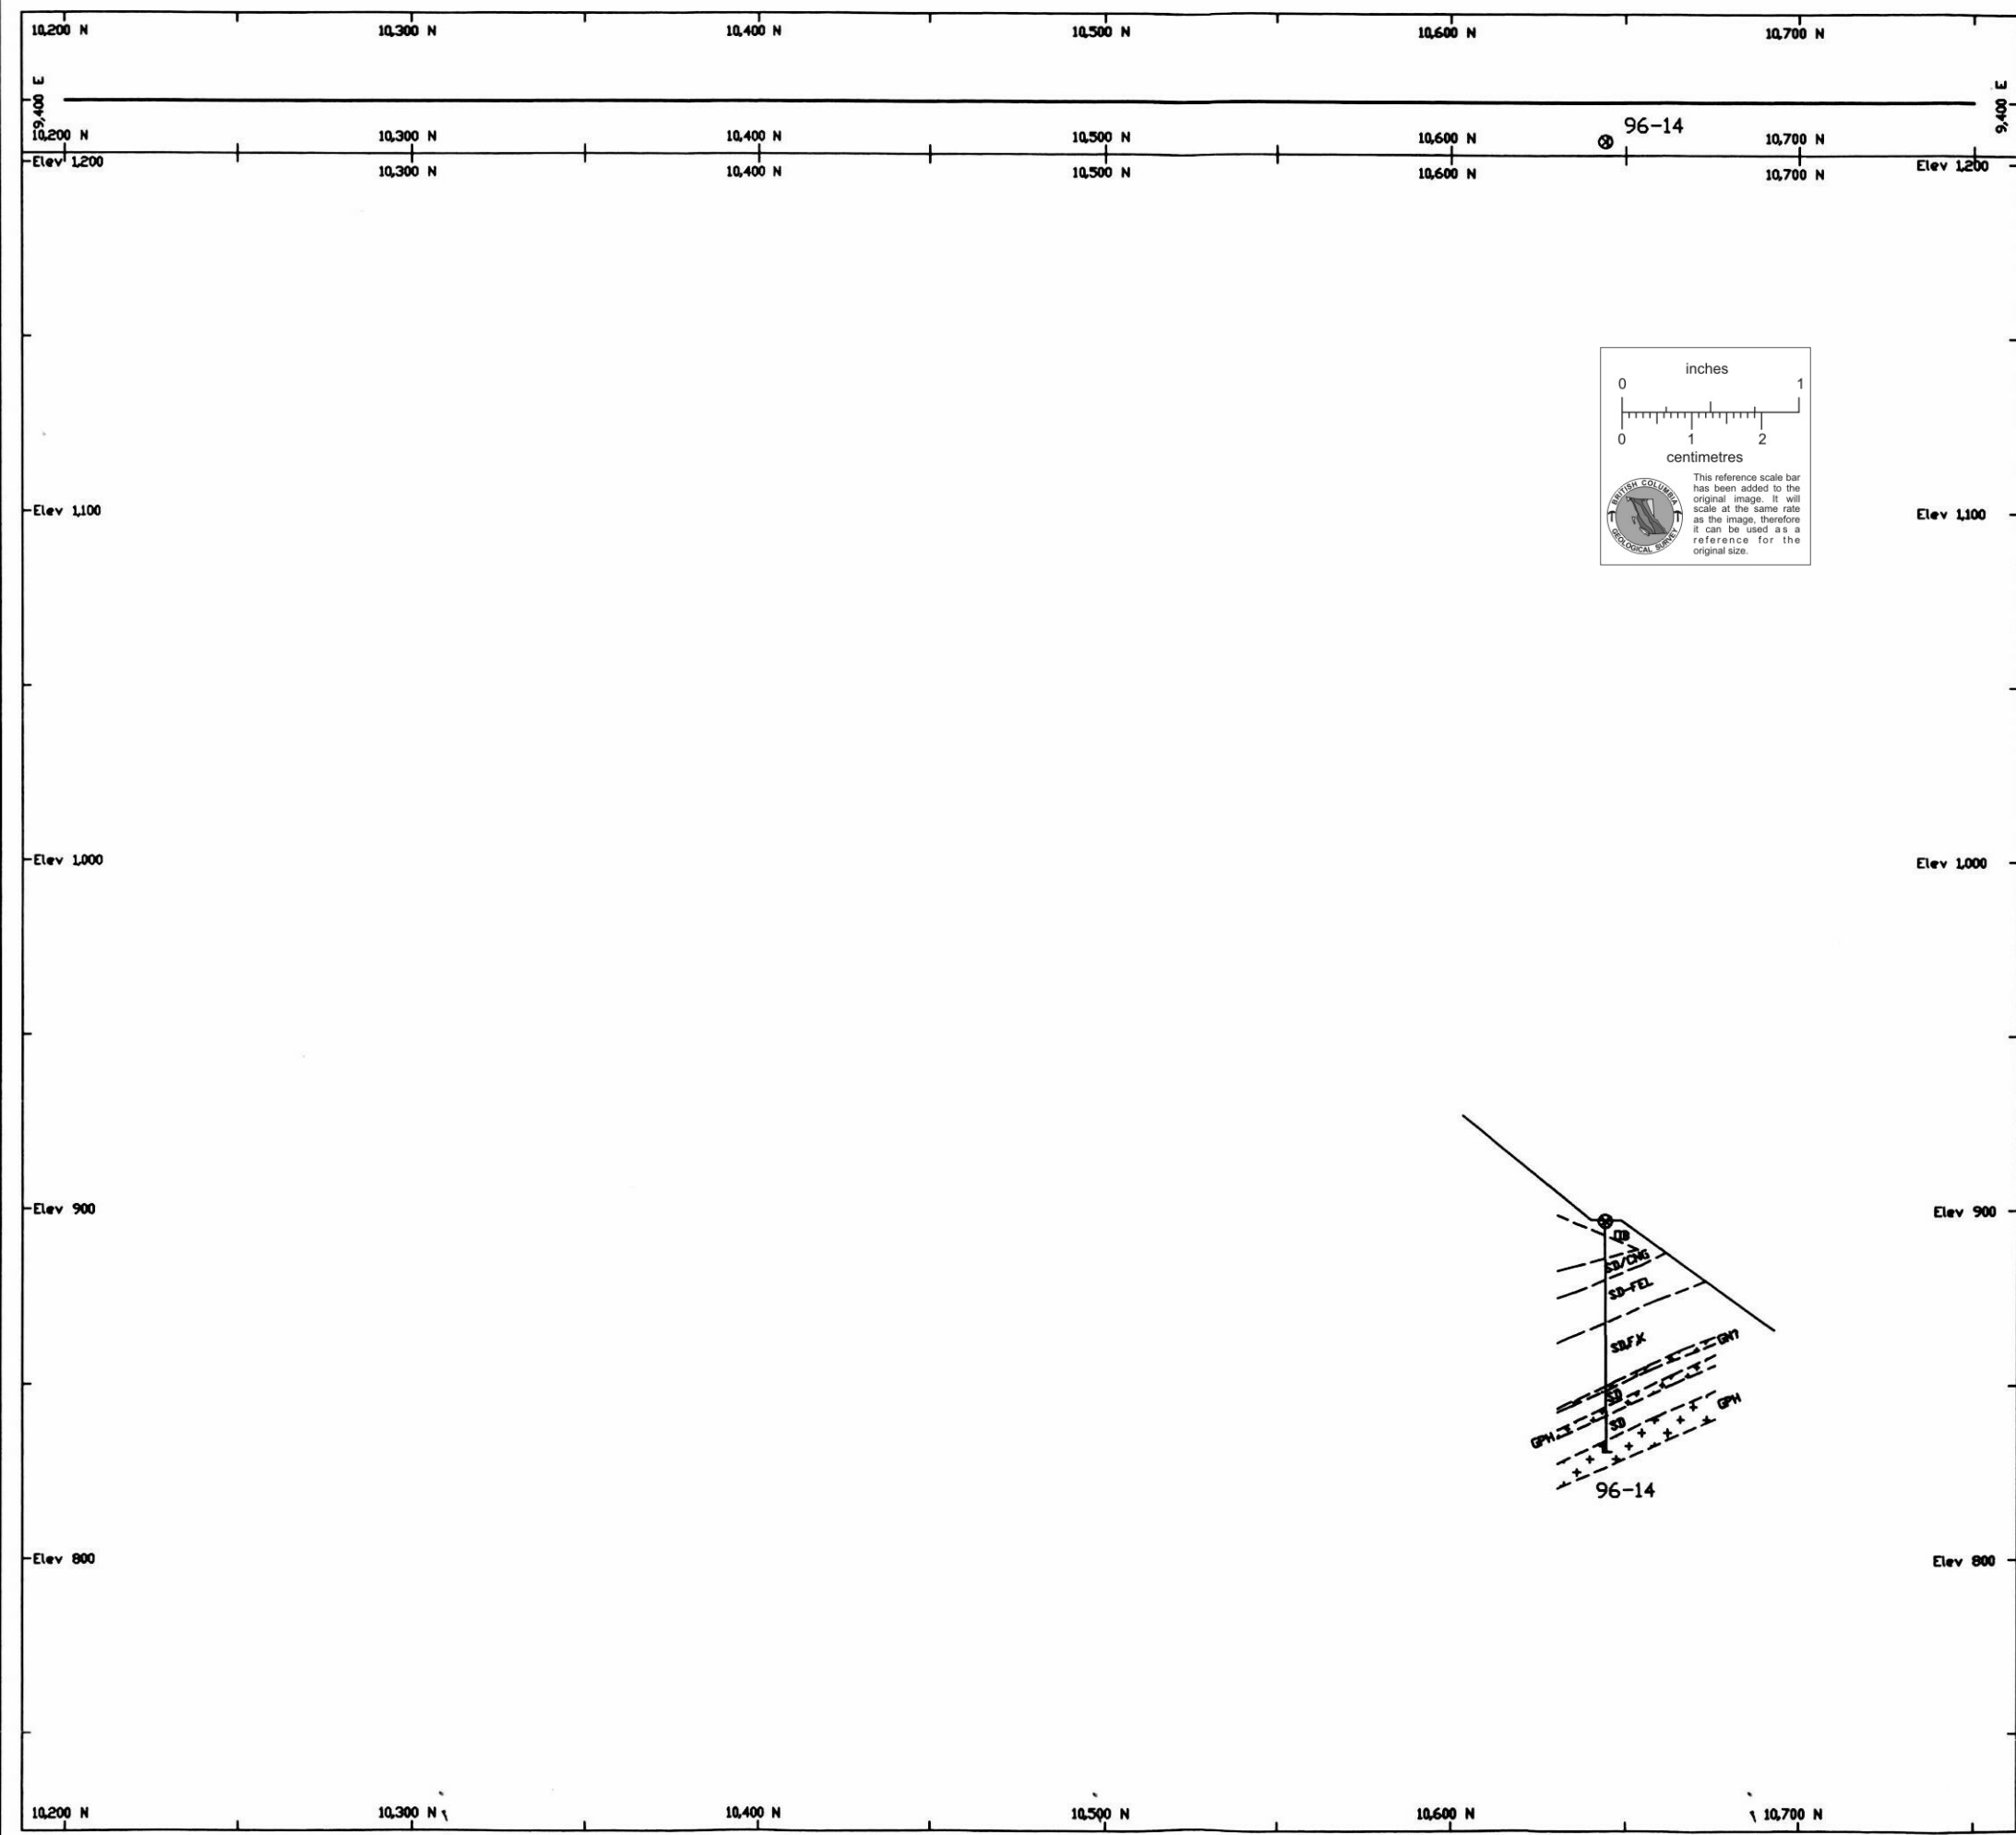 10,200 N 10,300 N 10,400 N 10,500 N 10,600 N 10,700 N
9,400 E 9,400 E
96-14
10,200 N 10,300 N 10,400 N 10,500 N 10,600 N 10,700 N
Elev 1,200 10,300 N 10,400 N 10,500 N 10,600 N 10,700 N Elev 1,200
inches
0 1
0 1 2
centimetres
BRITISH COLUMBIA
GEOLOGICAL SURVEY
This reference scale bar
has been added to the
original image. It will
scale at the same rate
as the image, therefore
it can be used as a
reference for the
original size.
Elev 1,100 Elev 1,100
Elev 1,000 Elev 1,000
Elev 900 Elev 900
SD/CNG
SD-FEL
SD,F,X
GN?
SD
GPH
SD
GPH
96-14
Elev 800 Elev 800
10,200 N 10,300 N 10,400 N 10,500 N 10,600 N 10,700 N